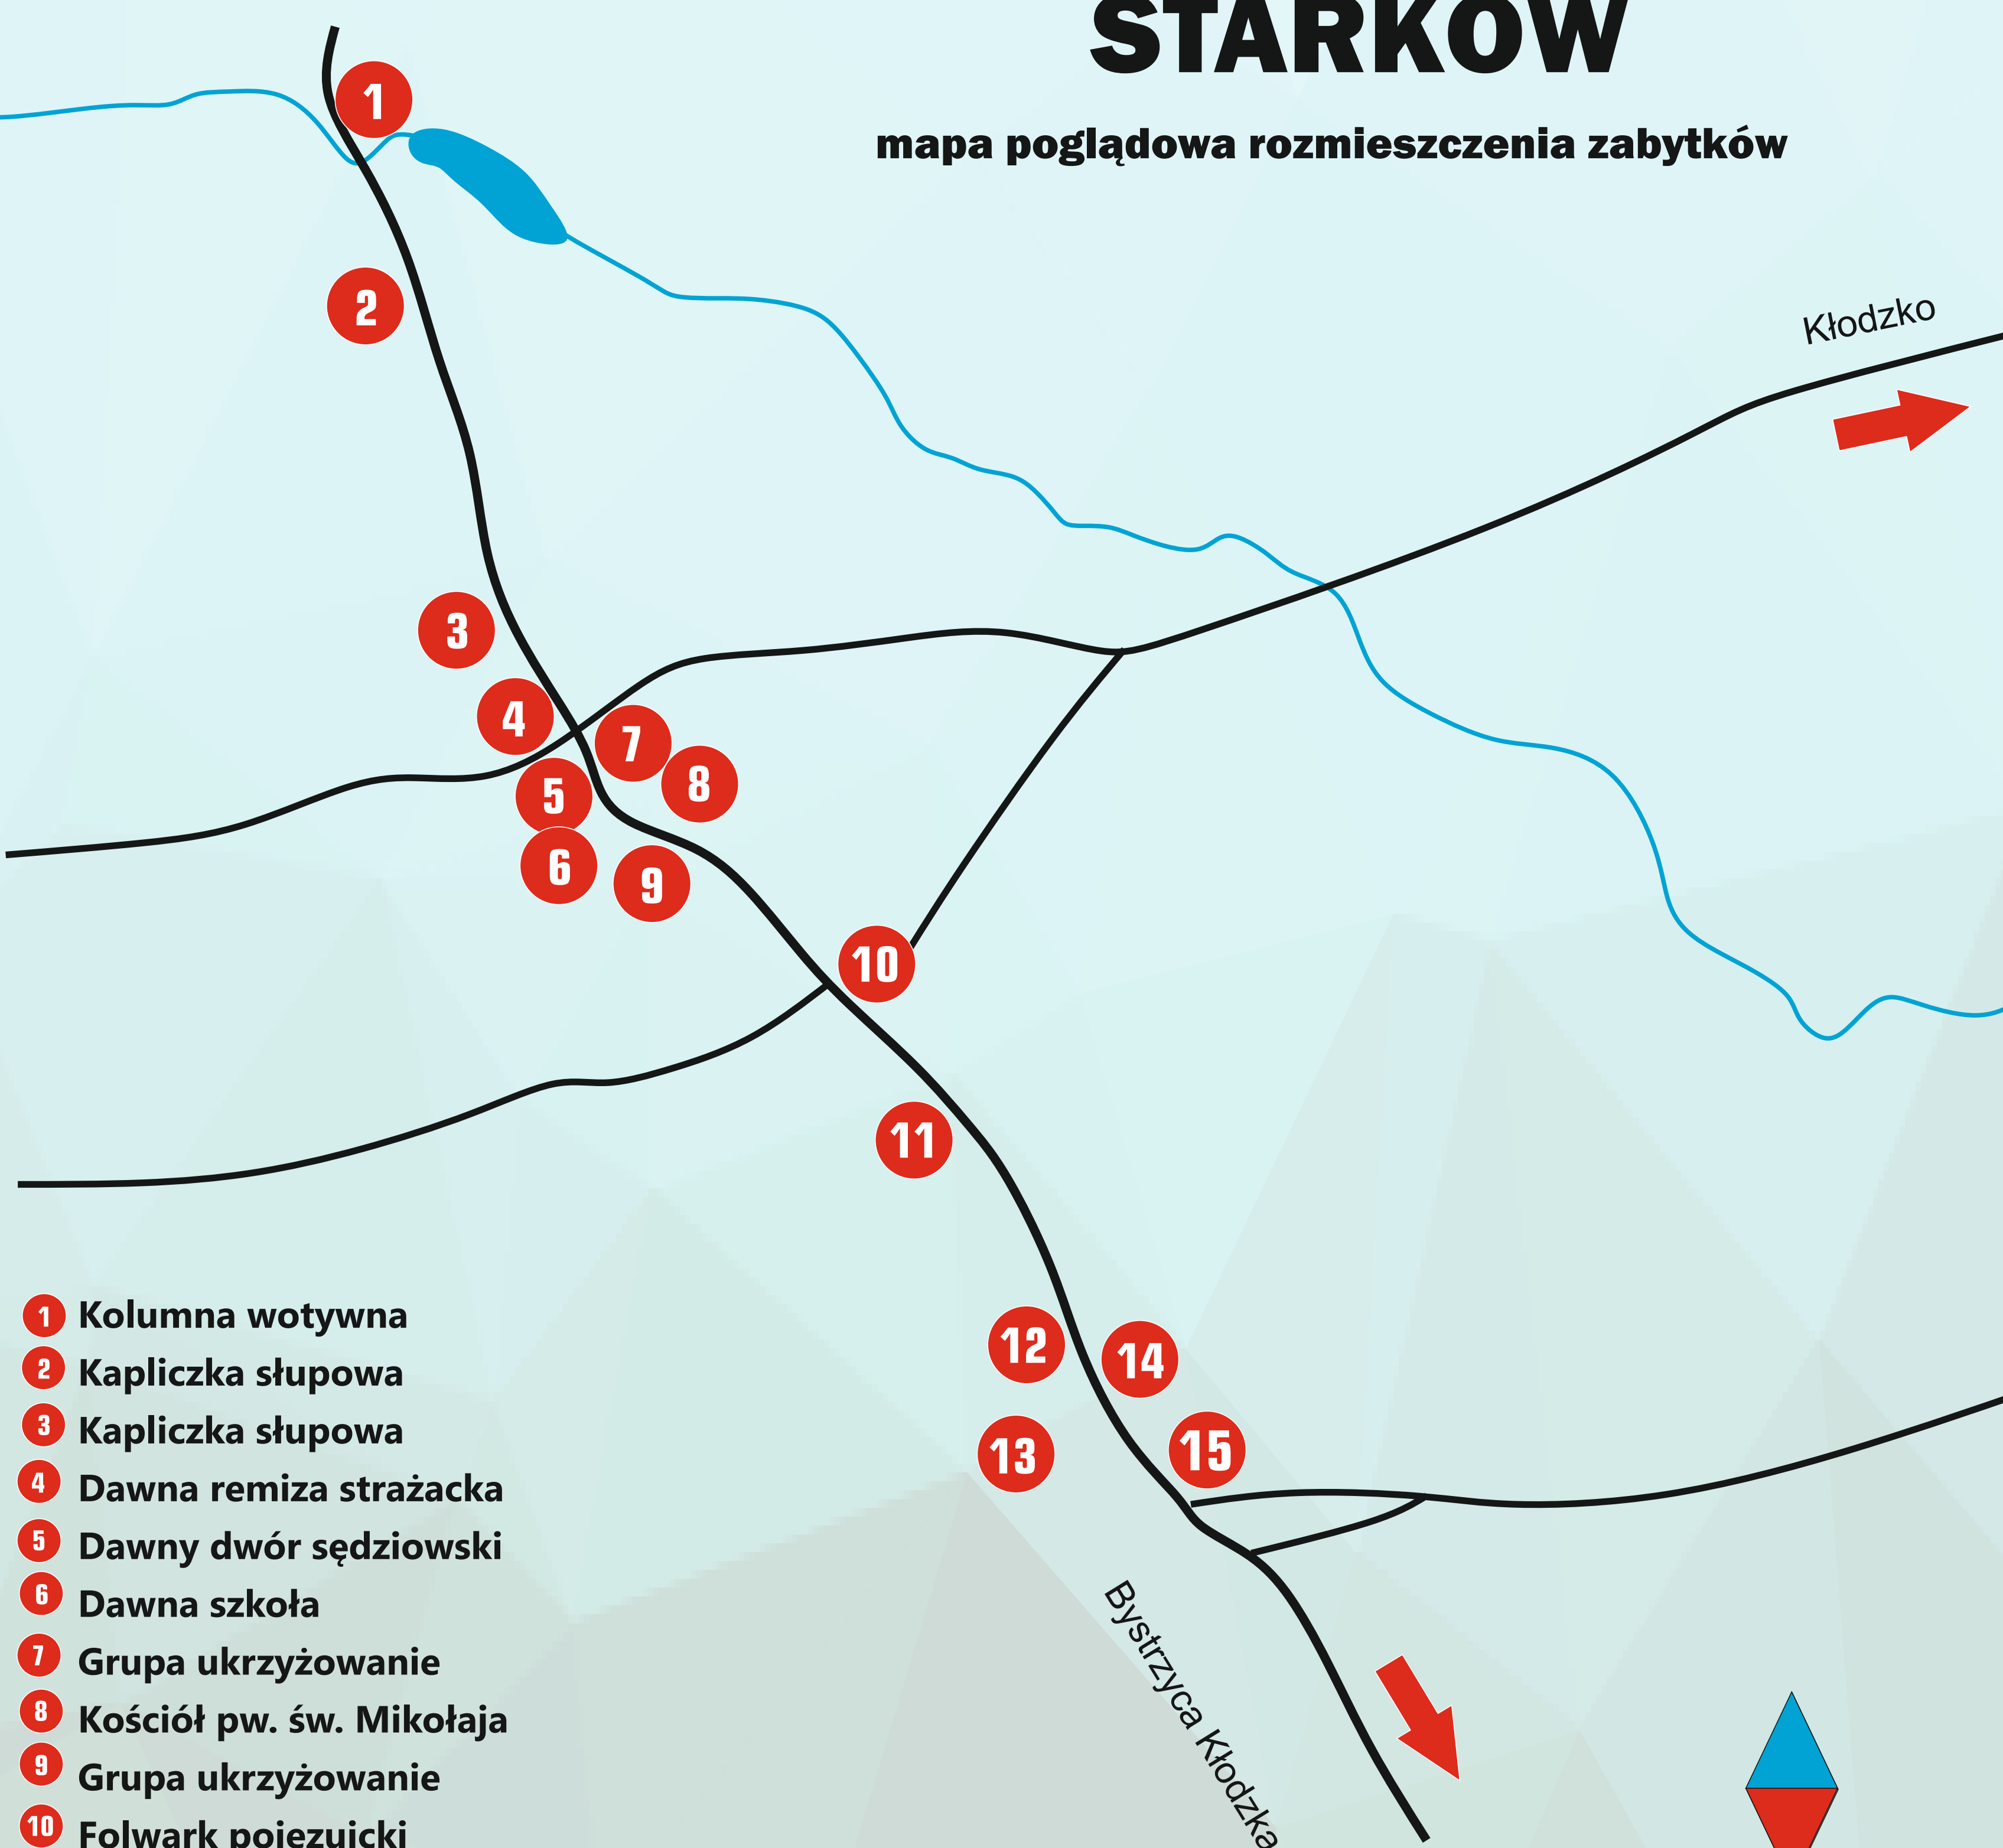 STARKÓW
mapa poglądowa rozmieszczenia zabytków
Kłodzko
1
2
3
4
7
5
8
6
9
10
11
12
14
13
15
Bystrzyca Kłodzka
1 Kolumna wotywna
2 Kapliczka słupowa
3 Kapliczka słupowa
4 Dawna remiza strażacka
5 Dawny dwór sędziowski
6 Dawna szkoła
7 Grupa ukrzyżowanie
8 Kościół pw. św. Mikołaja
9 Grupa ukrzyżowanie
10 Folwark pojezuicki